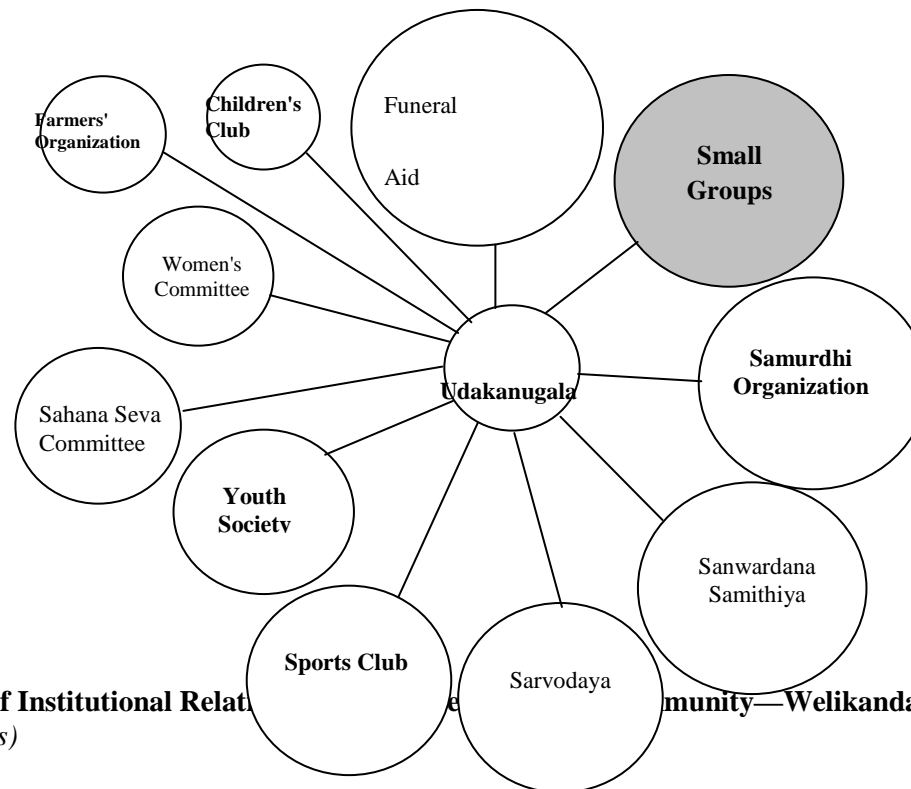 Funeral
Aid
Children's
Club
Farmers'
Organization
Small
Groups
Women's
Committee
Samurdhi
Organization
Udakanugala
Sahana Seva
Committee
Youth
Society
Sanwardana
Samithiya
Sports Club
Sarvodaya
f Institutional Relati e munity—Welikanda
s)